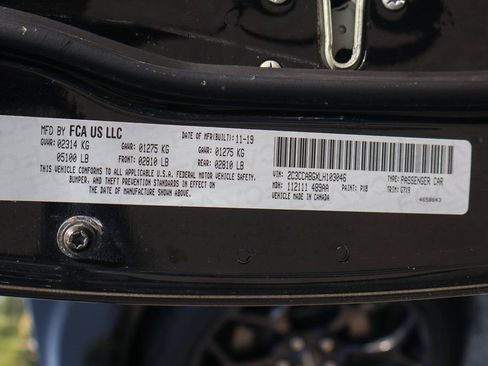 MFD BY FCA US LLC
DATE OF MFR(BUILT): 11-19
GVWR: 02314 KG
GAWR: 01275 KG
GAWR: 01275 KG
05100 LB
FRONT: 02810 LB
REAR: 02810 LB
THIS VEHICLE CONFORMS TO ALL APPLICABLE U.S.A. FEDERAL MOTOR VEHICLE SAFETY,
BUMPER, AND THEFT PREVENTION STANDARDS IN EFFECT ON
THE DATE OF MANUFACTURE SHOWN ABOVE.
VIN: 2C3CCABGXLH103046
TYPE: PASSENGER CAR
MDH: 112111 489AA
PAINT: PX8
TRIM: G7X9
VEHICLE MADE IN CANADA
4658843